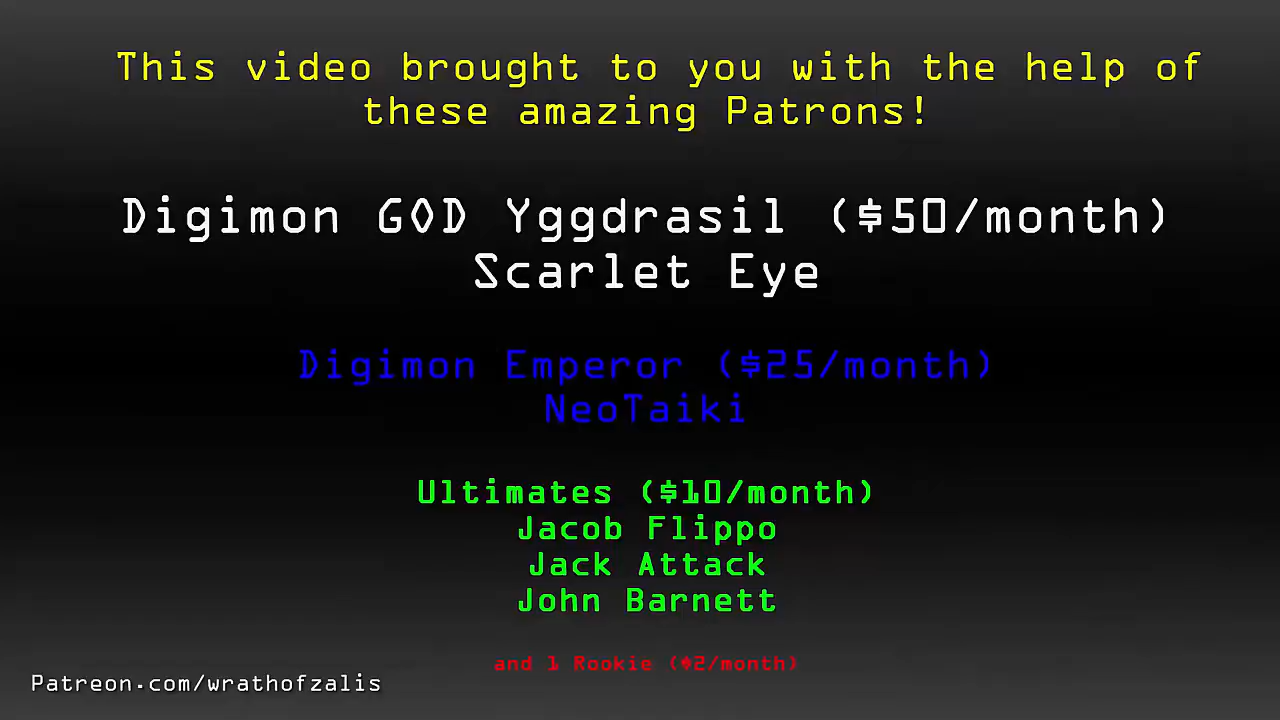 This video brought to you with the help of
these amazing Patrons!
Digimon GOD Yggdrasil ($50/month)
Scarlet Eye
Digimon Emperor ($25/month)
NeoTaiki
Ultimates ($10/month)
Jacob Flippo
Jack Attack
John Barnett
and 1 Rookie ($2/month)
Patreon.com/wrathofzalis